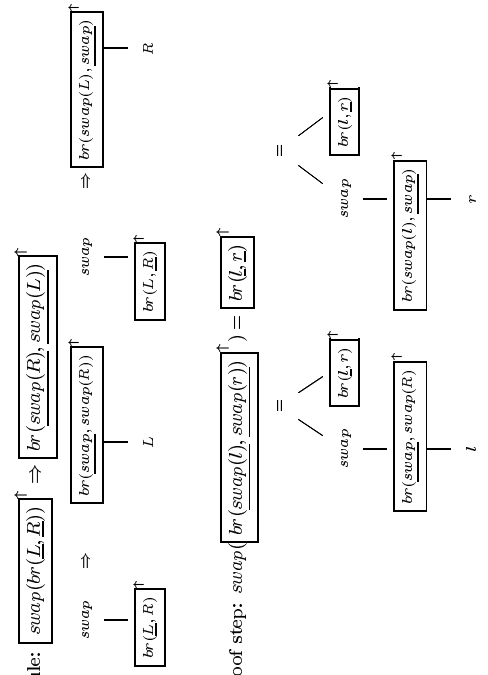 le: swap(br(L, R))↑ ⇒ br(swap(R), swap(L))↑
swap ⇒ br(swap, swap(R))↑ swap ⇒ br(swap(L), swap)↑
br(L, R)↑ L br(L, R)↑ R
oof step: swap(br(swap(l), swap(r))↑) = br(l, r)↑
= =
swap br(l, r)↑ swap br(l, r)↑
br(swap, swap(R)↑ br(swap(l), swap)↑
l r